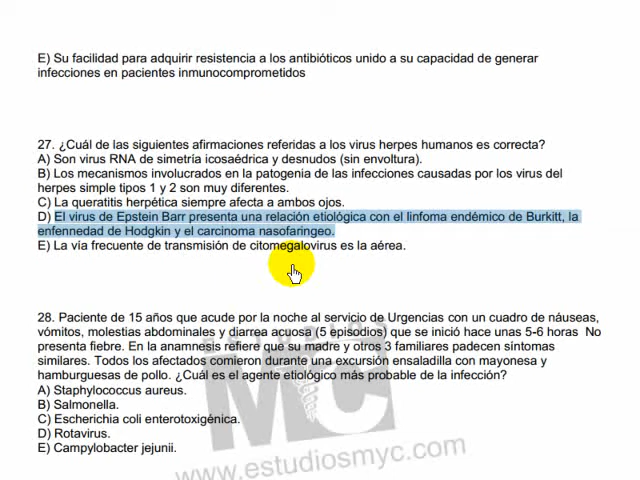 E) Su facilidad para adquirir resistencia a los antibióticos unido a su capacidad de generar
infecciones en pacientes inmunocomprometidos
27. ¿Cuál de las siguientes afirmaciones referidas a los virus herpes humanos es correcta?
A) Son virus RNA de simetría icosaédrica y desnudos (sin envoltura).
B) Los mecanismos involucrados en la patogenia de las infecciones causadas por los virus del
herpes simple tipos 1 y 2 son muy diferentes.
C) La queratitis herpética siempre afecta a ambos ojos.
D) El virus de Epstein Barr presenta una relación etiológica con el linfoma endémico de Burkitt, la
enfennedad de Hodgkin y el carcinoma nasofaringeo.
E) La vía frecuente de transmisión de citomegalovirus es la aérea.
28. Paciente de 15 años que acude por la noche al servicio de Urgencias con un cuadro de náuseas,
vómitos, molestias abdominales y diarrea acuosa (5 episodios) que se inició hace unas 5-6 horas No
presenta fiebre. En la anamnesis refiere que su madre y otros 3 familiares padecen síntomas
similares. Todos los afectados comieron durante una excursión ensaladilla con mayonesa y
hamburguesas de pollo. ¿Cuál es el agente etiológico más probable de la infección?
A) Staphylococcus aureus.
B) Salmonella.
C) Escherichia coli enterotoxigénica.
D) Rotavirus.
E) Campylobacter jejunii.
ESTUDIOS
MC
www.estudiosmyc.com